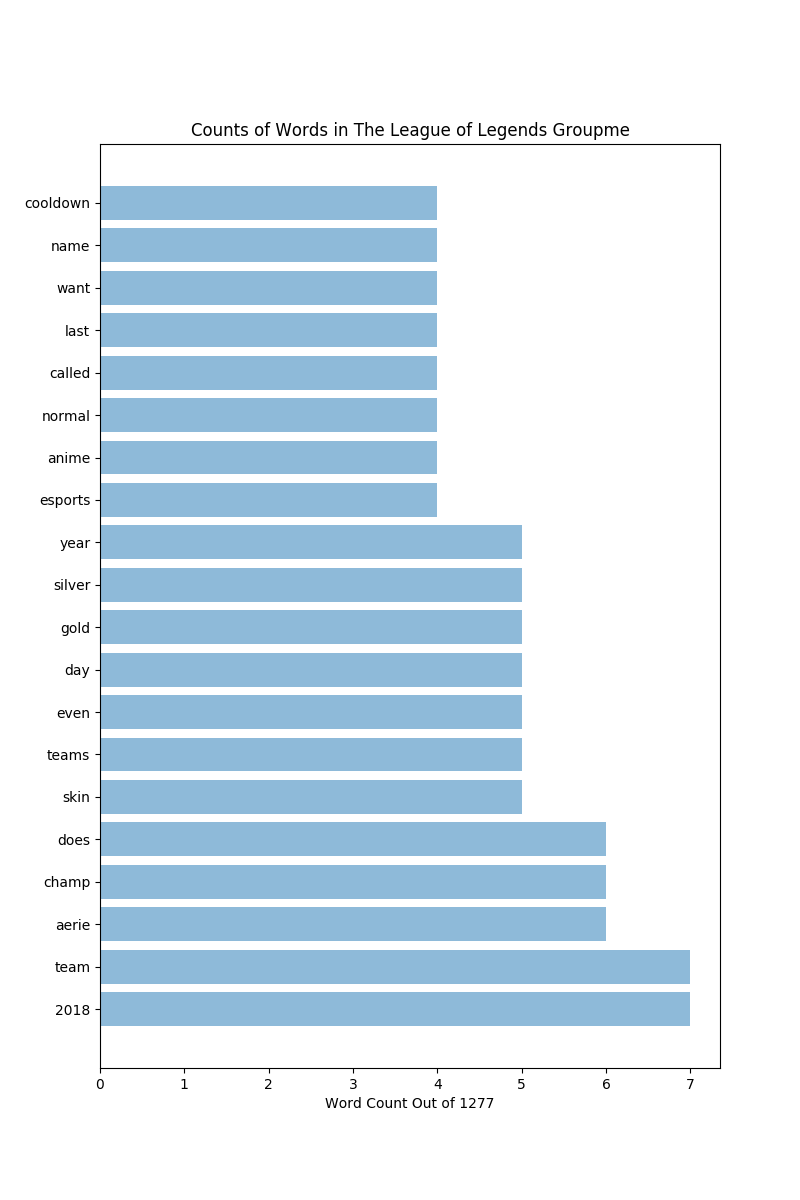 Counts of Words in The League of Legends Groupme
cooldown
name
want
last
called
normal
anime
esports
year
silver
gold
day
even
teams
skin
does
champ
aerie
team
2018
0 1 2 3 4 5 6 7
Word Count Out of 1277